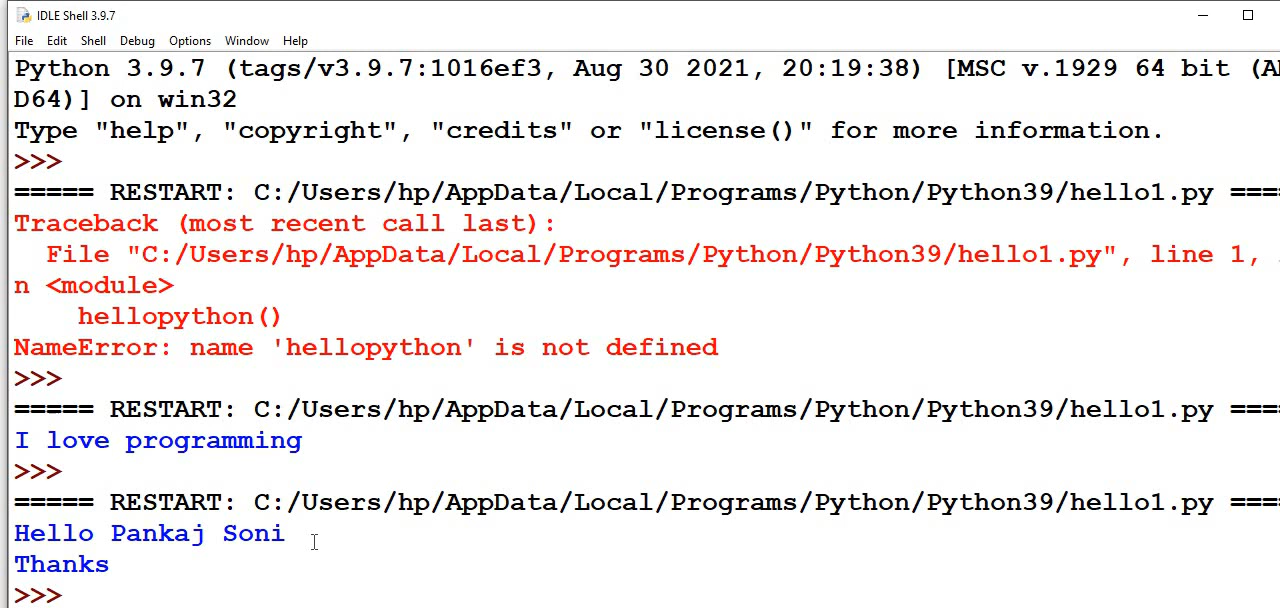 IDLE Shell 3.9.7
File Edit Shell Debug Options Window Help
Python 3.9.7 (tags/v3.9.7:1016ef3, Aug 30 2021, 20:19:38) [MSC v.1929 64 bit (A
D64)] on win32
Type "help", "copyright", "credits" or "license()" for more information.
>>>
===== RESTART: C:/Users/hp/AppData/Local/Programs/Python/Python39/hello1.py ====
Traceback (most recent call last):
  File "C:/Users/hp/AppData/Local/Programs/Python/Python39/hello1.py", line 1,
n <module>
    hellopython()
NameError: name 'hellopython' is not defined
>>>
===== RESTART: C:/Users/hp/AppData/Local/Programs/Python/Python39/hello1.py ====
I love programming
>>>
===== RESTART: C:/Users/hp/AppData/Local/Programs/Python/Python39/hello1.py ====
Hello Pankaj Soni
Thanks
>>>